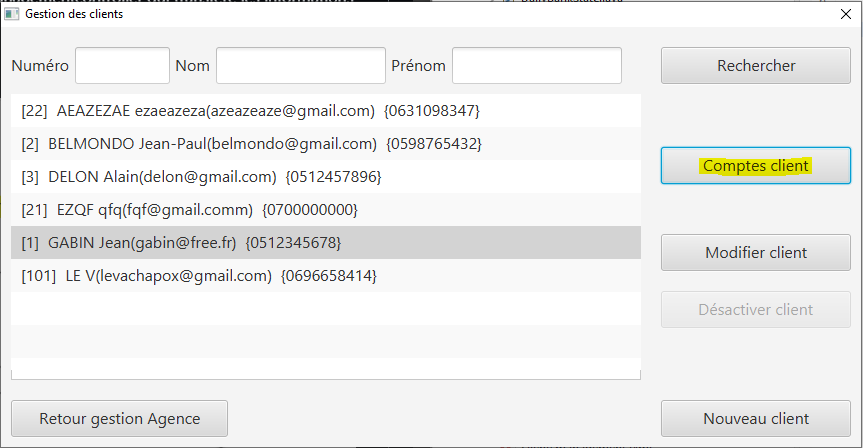 Gestion des clients
Numéro Nom Prénom Rechercher
[22] AEAZEZAE ezaeazeza(azeazeaze@gmail.com) {0631098347}
[2] BELMONDO Jean-Paul(belmondo@gmail.com) {0598765432}
Comptes client
[3] DELON Alain(delon@gmail.com) {0512457896}
[21] EZQF qfq(fqf@gmail.comm) {0700000000}
[1] GABIN Jean(gabin@free.fr) {0512345678}
Modifier client
[101] LE V(levachapox@gmail.com) {0696658414}
Désactiver client
Retour gestion Agence Nouveau client